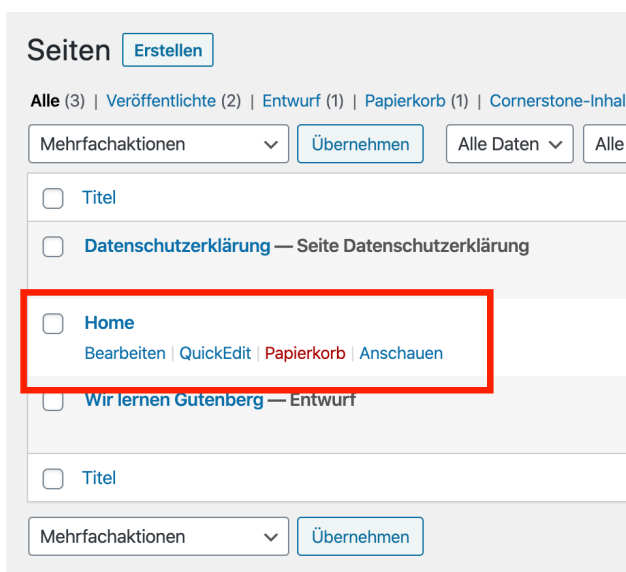 Seiten Erstellen
Alle (3) | Veröffentlichte (2) | Entwurf (1) | Papierkorb (1) | Cornerstone-Inhal
Mehrfachaktionen Übernehmen Alle Daten Alle
Titel
Datenschutzerklärung — Seite Datenschutzerklärung
Home
Bearbeiten | QuickEdit | Papierkorb | Anschauen
Wir lernen Gutenberg — Entwurf
Titel
Mehrfachaktionen Übernehmen